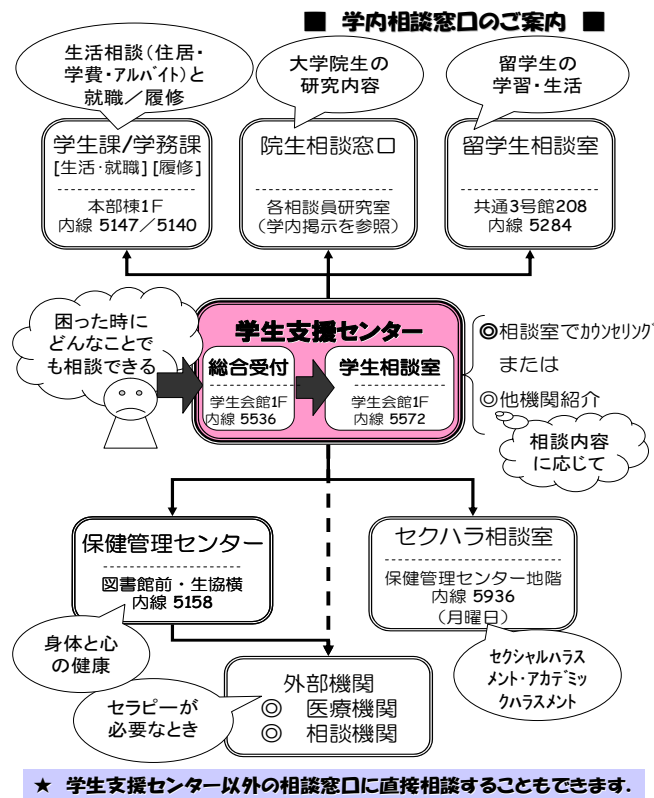 ■ 学内相談窓口のご案内 ■
生活相談（住居・
学費・アルバイト）と
就職／履修
大学院生の
研究内容
留学生の
学習・生活
学生課/学務課
[生活・就職] [履修]
本部棟1F
内線 5147／5140
院生相談窓口
各相談員研究室
（学内掲示を参照）
留学生相談室
共通3号館208
内線 5284
困った時に
どんなことで
も相談できる
学生支援センター
総合受付
学生会館1F
内線 5536
学生相談室
学生会館1F
内線 5572
◎相談室でカウンセリング
または
◎他機関紹介
相談内容
に応じて
保健管理センター
図書館前・生協横
内線 5158
セクハラ相談室
保健管理センター地階
内線 5936
（月曜日）
身体と心
の健康
セクシャルハラス
メント・アカデミッ
クハラスメント
セラピーが
必要なとき
外部機関
◎ 医療機関
◎ 相談機関
★ 学生支援センター以外の相談窓口に直接相談することもできます.